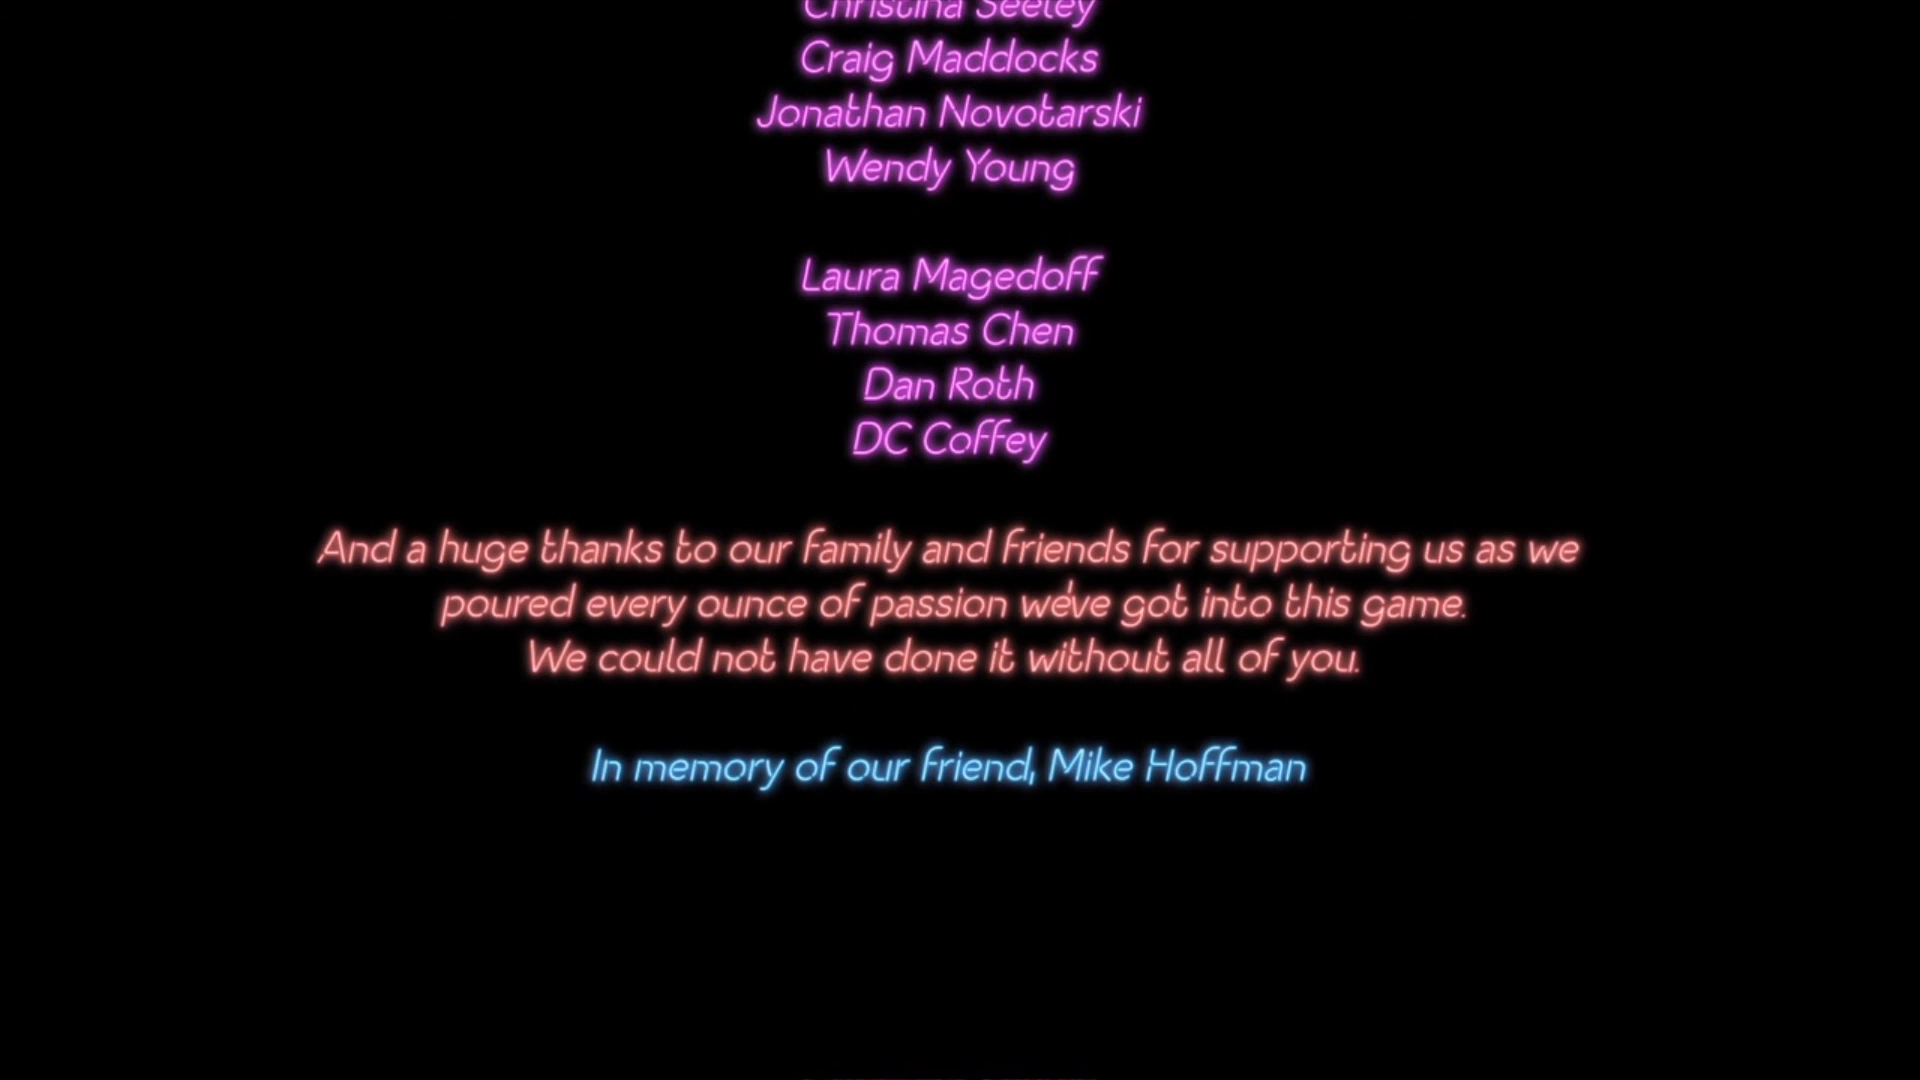 Christina Seeley
Craig Maddocks
Jonathan Novotarski
Wendy Young
Laura Magedoff
Thomas Chen
Dan Roth
DC Coffey
And a huge thanks to our family and friends for supporting us as we
poured every ounce of passion we've got into this game.
We could not have done it without all of you.
In memory of our friend, Mike Hoffman